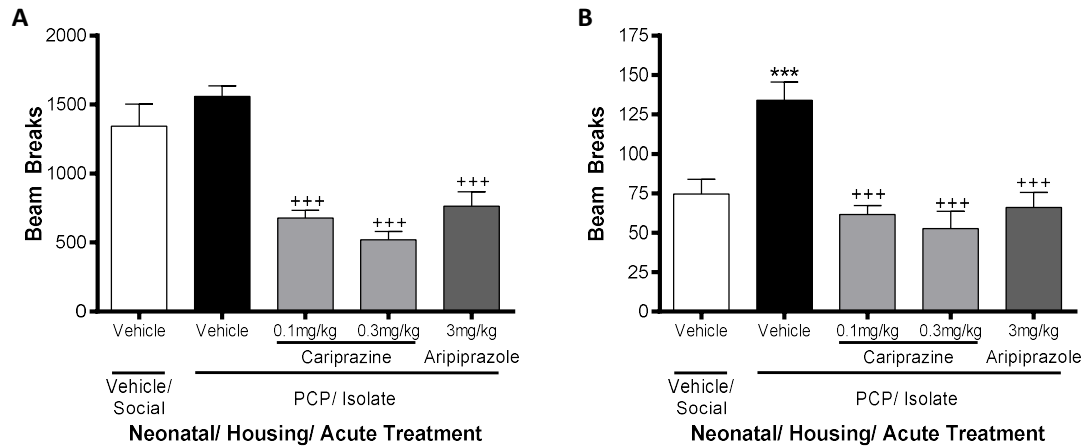 A
Beam Breaks
2000
1500
1000
500
0
+++
+++
+++
Vehicle
Vehicle
0.1mg/kg
0.3mg/kg
3mg/kg
Cariprazine
Aripiprazole
Vehicle/
Social
PCP/ Isolate
Neonatal/ Housing/ Acute Treatment
B
Beam Breaks
175
150
125
100
75
50
25
0
***
+++
+++
+++
Vehicle
Vehicle
0.1mg/kg
0.3mg/kg
3mg/kg
Cariprazine
Aripiprazole
Vehicle/
Social
PCP/ Isolate
Neonatal/ Housing/ Acute Treatment